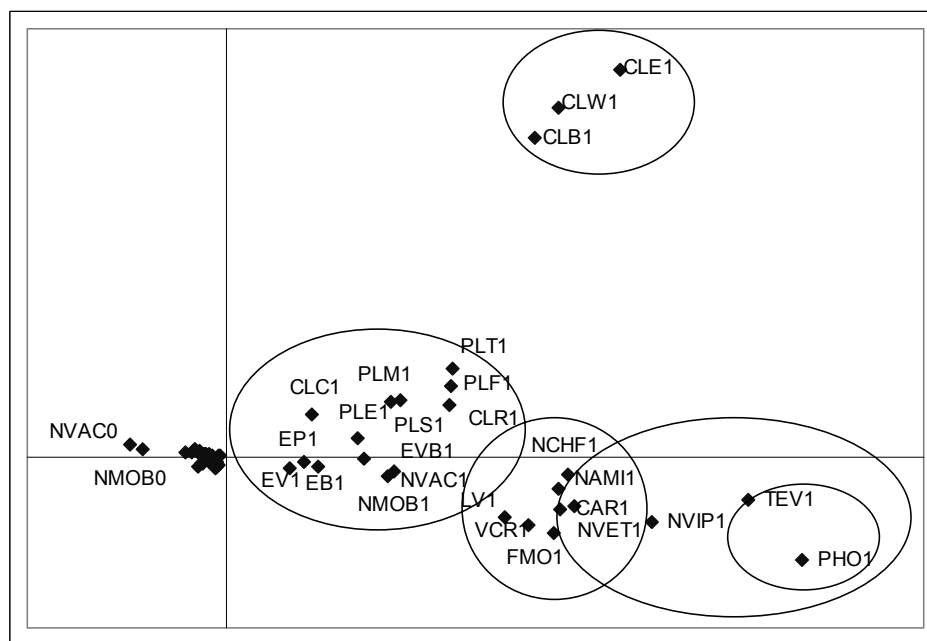 CLE1
CLW1
CLB1
PLT1
PLM1
PLF1
CLC1
PLE1
PLS1
CLR1
NVAC0
EP1
EVB1
NCHF1
NMOB0
EV1
EB1
NVAC1
NAMI1
NMOB1
LV1
CAR1
TEV1
VCR1
NVET1
NVIP1
FMO1
PHO1